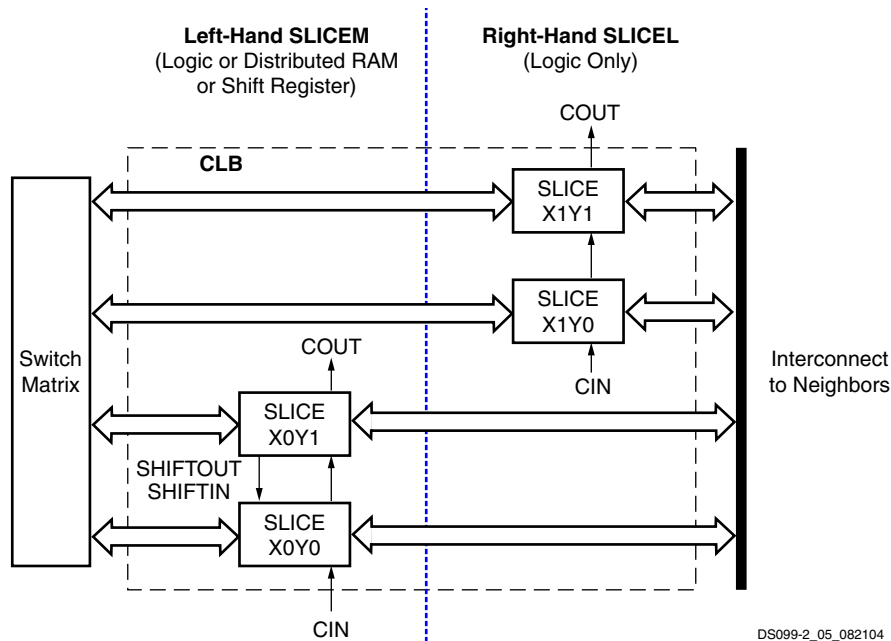 Left-Hand SLICEM
(Logic or Distributed RAM
or Shift Register)
Right-Hand SLICEL
(Logic Only)
COUT
CLB
SLICE
X1Y1
SLICE
X1Y0
COUT
CIN
Switch
Matrix
Interconnect
to Neighbors
SLICE
X0Y1
SHIFTOUT
SHIFTIN
SLICE
X0Y0
CIN
DS099-2_05_082104